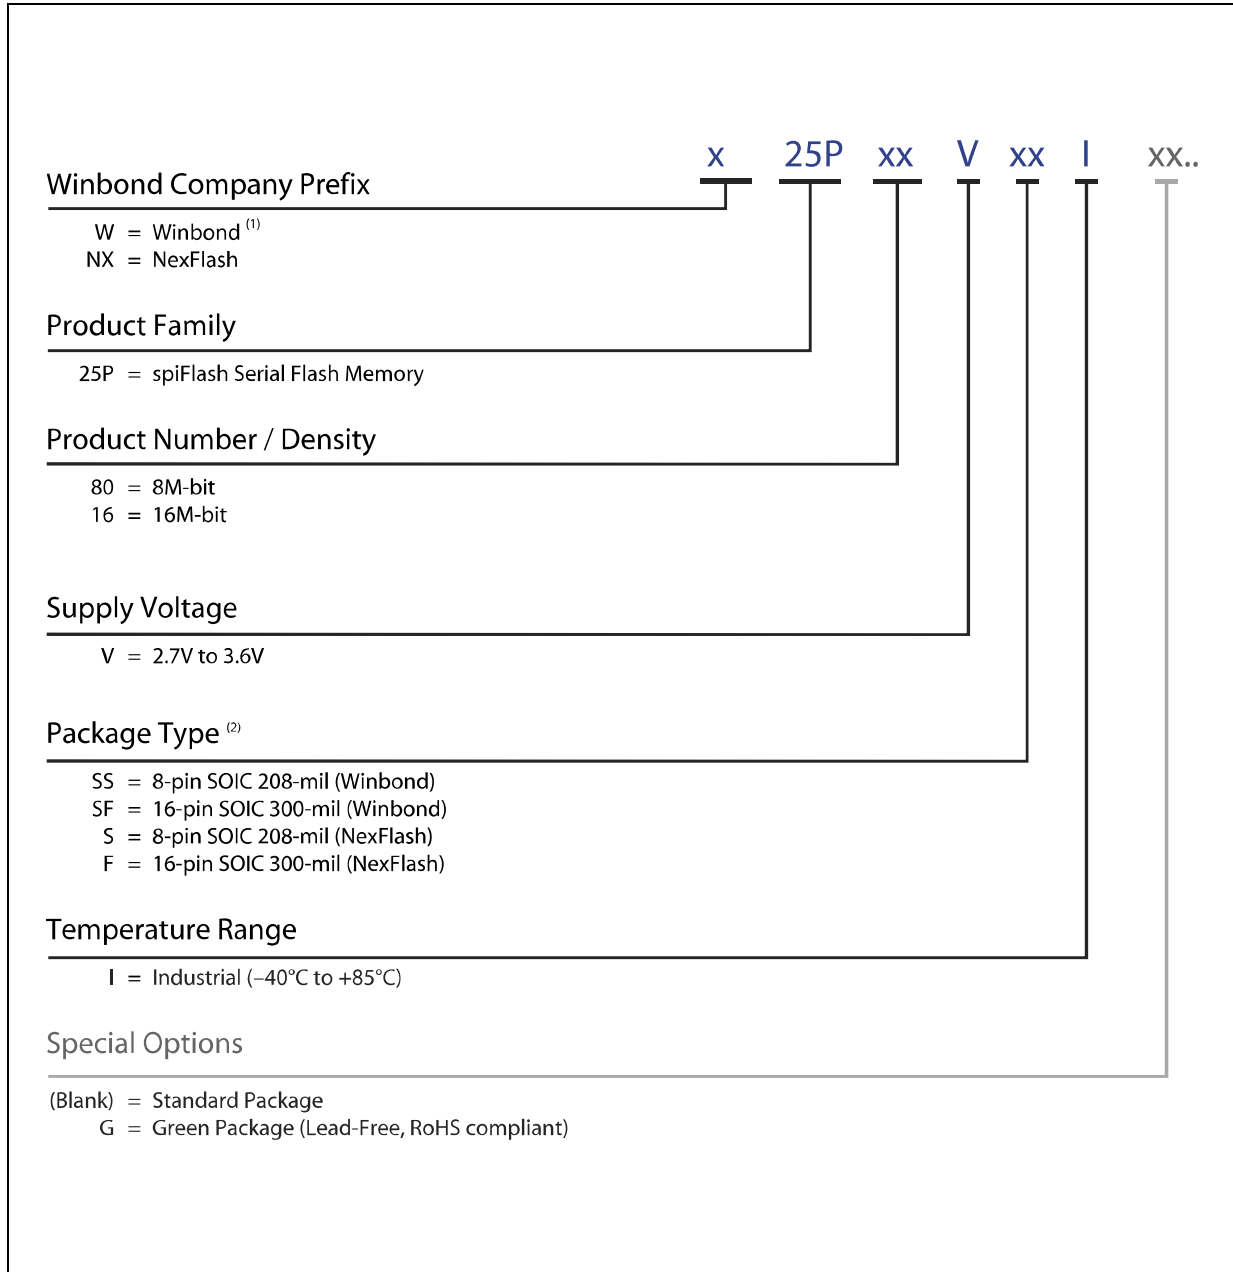 x 25P xx V xx I xx..
Winbond Company Prefix
W = Winbond (1)
NX = NexFlash
Product Family
25P = spiFlash Serial Flash Memory
Product Number / Density
80 = 8M-bit
16 = 16M-bit
Supply Voltage
V = 2.7V to 3.6V
Package Type (2)
SS = 8-pin SOIC 208-mil (Winbond)
SF = 16-pin SOIC 300-mil (Winbond)
S = 8-pin SOIC 208-mil (NexFlash)
F = 16-pin SOIC 300-mil (NexFlash)
Temperature Range
I = Industrial (–40°C to +85°C)
Special Options
(Blank) = Standard Package
G = Green Package (Lead-Free, RoHS compliant)